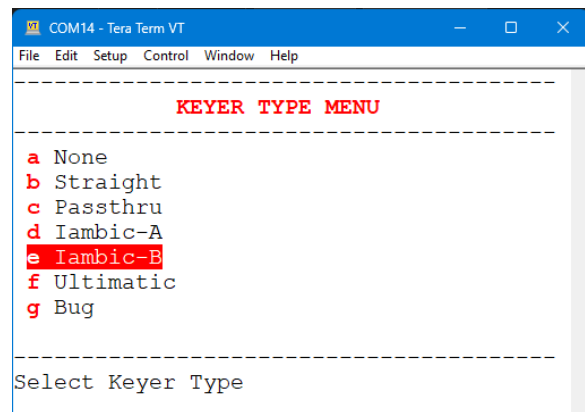 COM14 - Tera Term VT
File Edit Setup Control Window Help
----------------------------------------
KEYER TYPE MENU
----------------------------------------
a None
b Straight
c Passthru
d Iambic-A
e Iambic-B
f Ultimatic
g Bug
----------------------------------------
Select Keyer Type